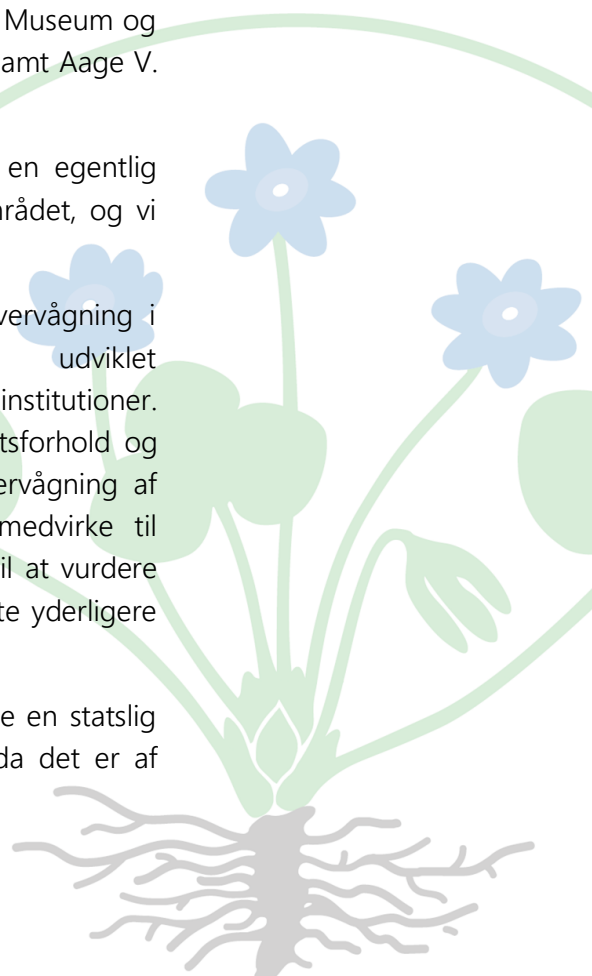 Museum og
amt Aage V.
en egentlig
rådet, og vi
vervågning i
udviklet
institutioner.
tsforhold og
ervågning af
medvirke til
il at vurdere
te yderligere
e en statslig
da det er af